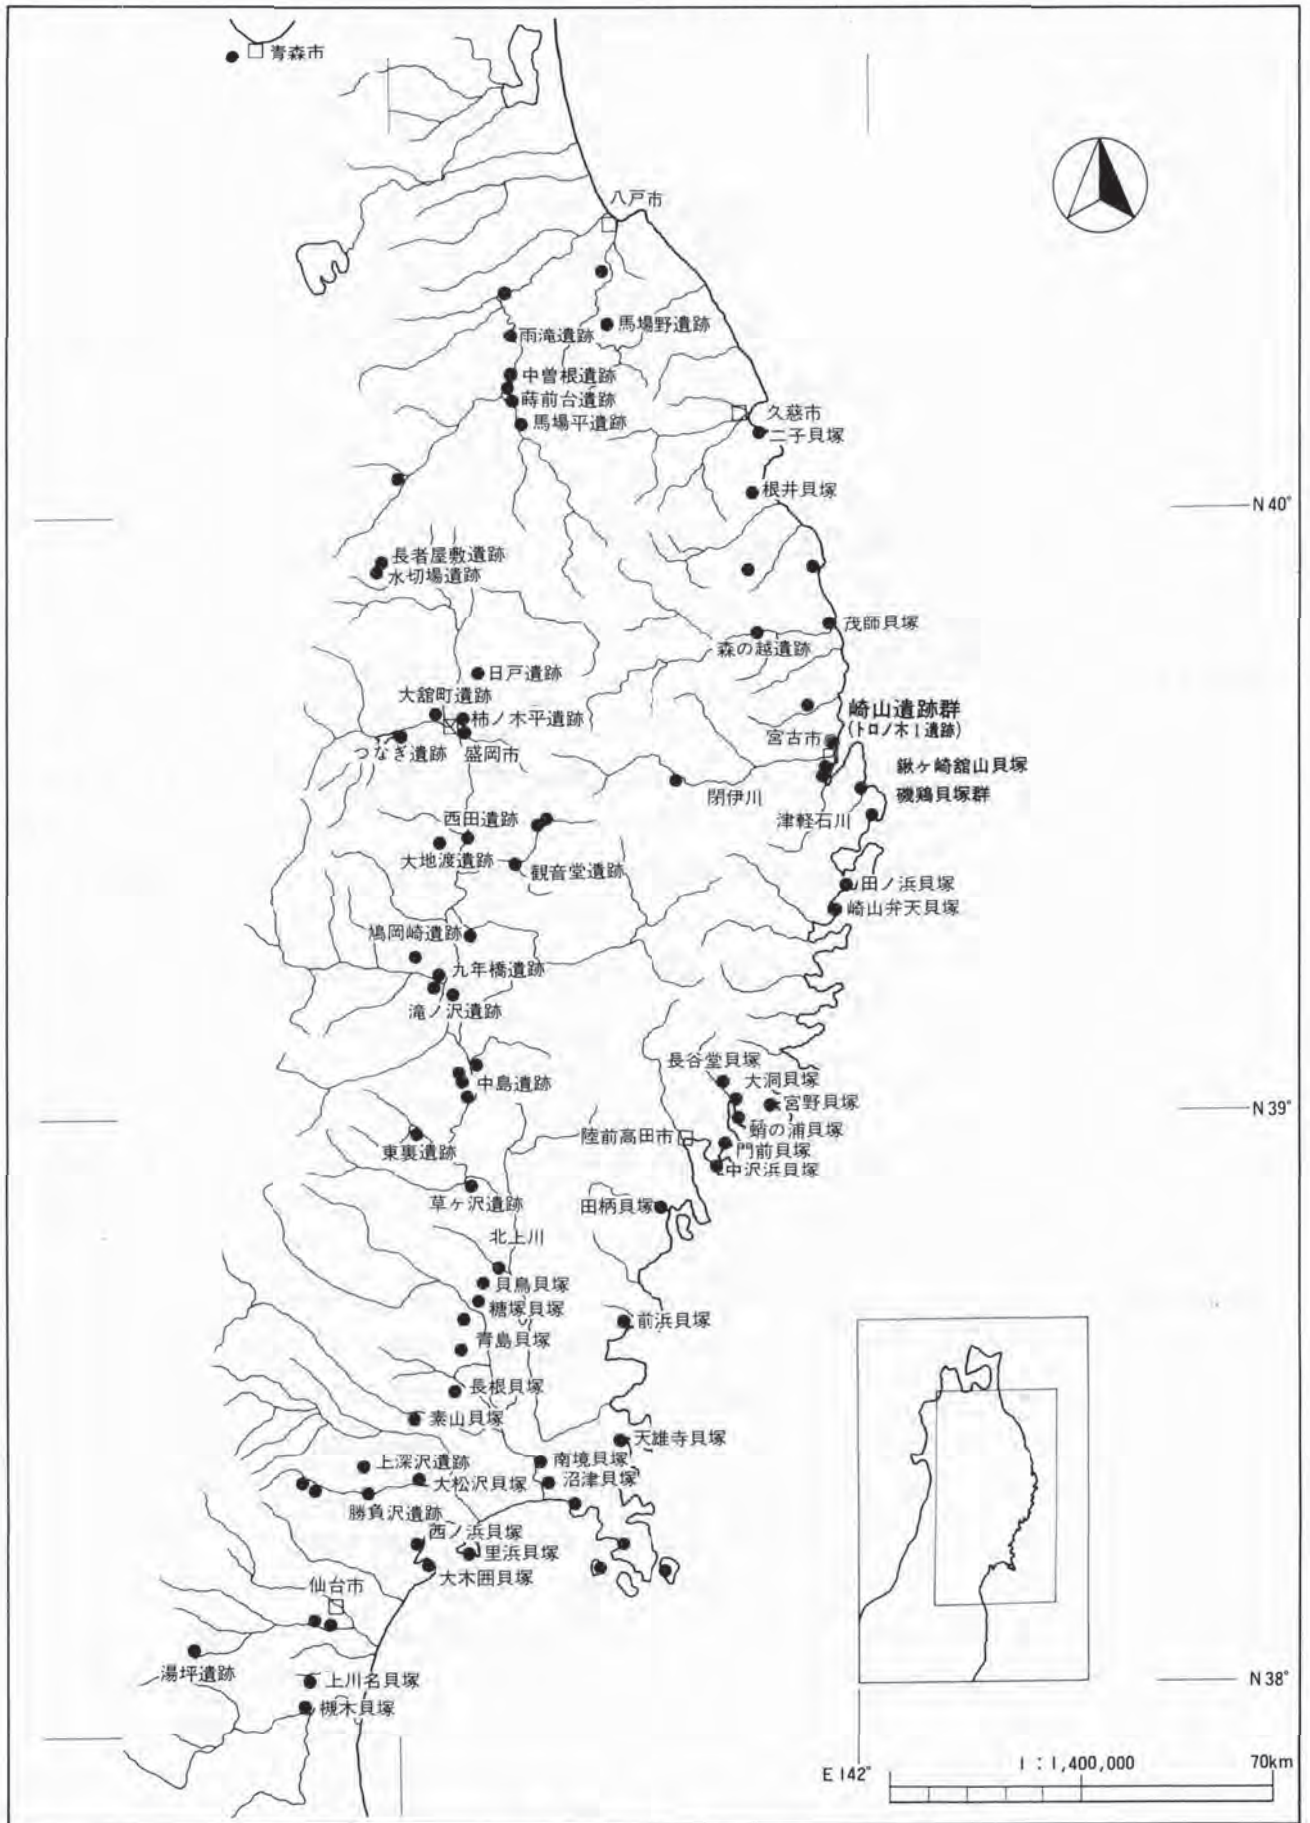 青森市
八戸市
馬場野遺跡
雨滝遺跡
中曽根遺跡
蒔前台遺跡
馬場平遺跡
久慈市
二子貝塚
根井貝塚
N 40°
長者屋敷遺跡
水切場遺跡
茂師貝塚
森の越遺跡
日戸遺跡
大舘町遺跡
柿ノ木平遺跡
つなぎ遺跡
盛岡市
崎山遺跡群
(トロノ木Ⅰ遺跡)
宮古市
鍬ヶ崎舘山貝塚
閉伊川
磯鶏貝塚群
津軽石川
西田遺跡
大地渡遺跡
観音堂遺跡
田ノ浜貝塚
崎山弁天貝塚
鳩岡崎遺跡
九年橋遺跡
滝ノ沢遺跡
長谷堂貝塚
大洞貝塚
中島遺跡
宮野貝塚
N 39°
蛸の浦貝塚
陸前高田市
門前貝塚
東裏遺跡
中沢浜貝塚
草ヶ沢遺跡
田柄貝塚
北上川
貝鳥貝塚
糖塚貝塚
前浜貝塚
青島貝塚
長根貝塚
素山貝塚
天雄寺貝塚
上深沢遺跡
南境貝塚
大松沢貝塚
沼津貝塚
勝負沢遺跡
西ノ浜貝塚
里浜貝塚
大木囲貝塚
仙台市
湯坪遺跡
上川名貝塚
N 38°
槻木貝塚
E 142°
1:1,400,000
70km